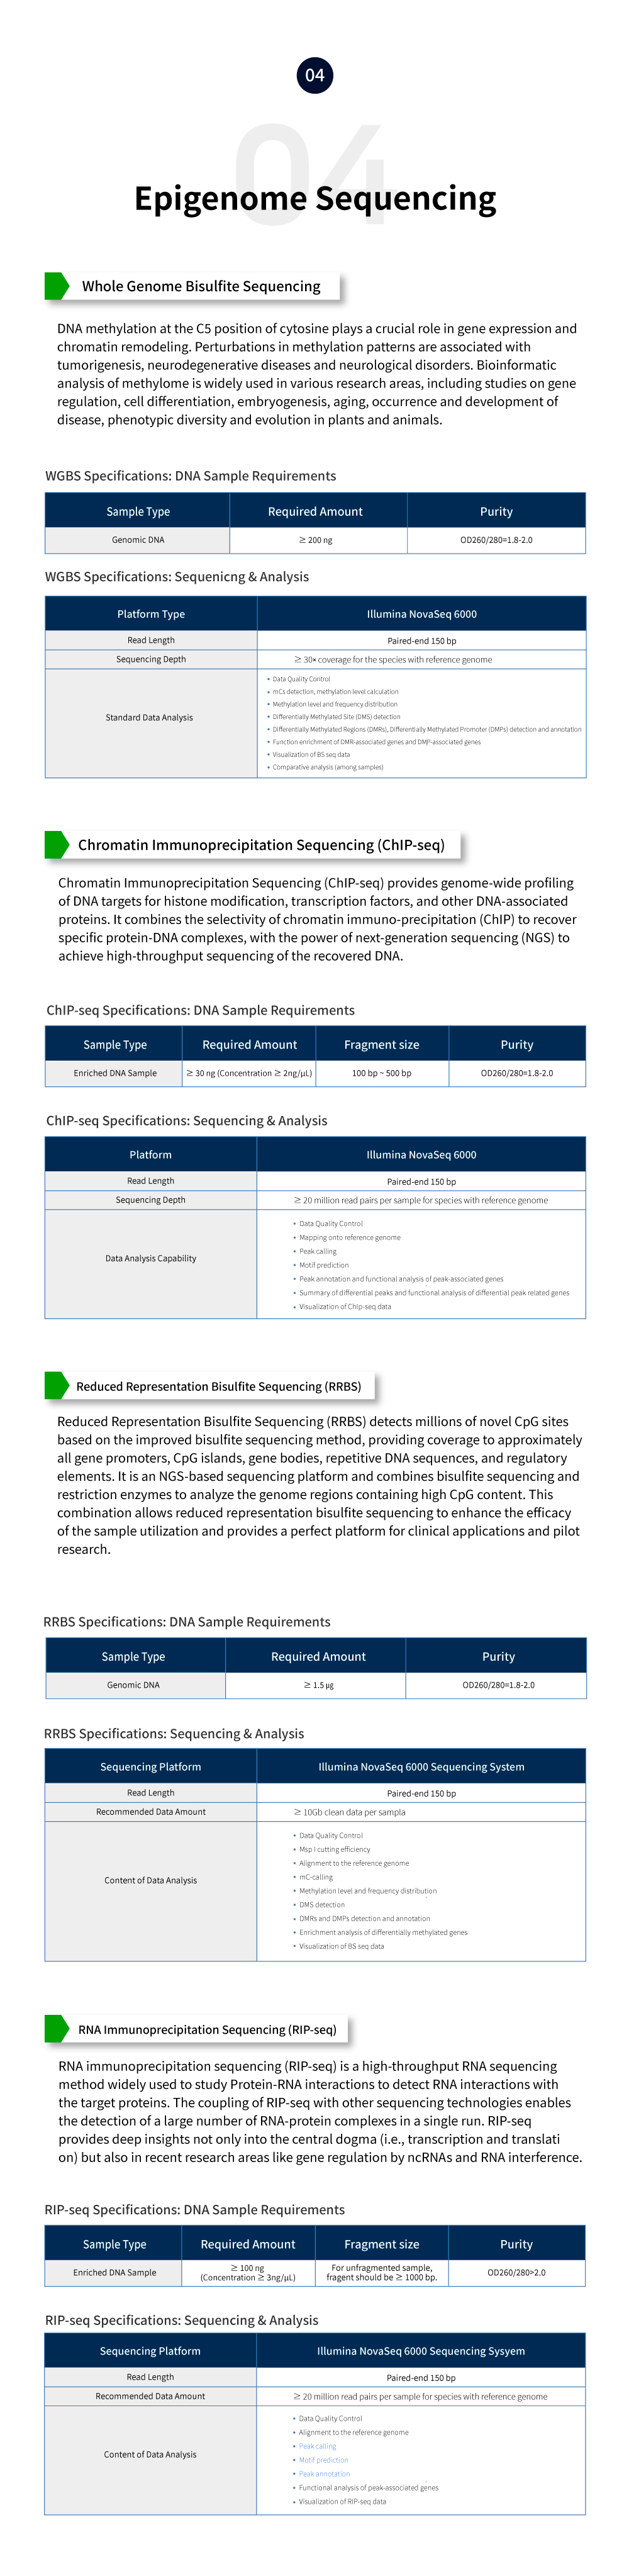 04
04
Epigenome Sequencing
Whole Genome Bisulfite Sequencing
DNA methylation at the C5 position of cytosine plays a crucial role in gene expression and
chromatin remodeling. Perturbations in methylation patterns are associated with
tumorigenesis, neurodegenerative diseases and neurological disorders. Bioinformatic
analysis of methylome is widely used in various research areas, including studies on gene
regulation, cell differentiation, embryogenesis, aging, occurrence and development of
disease, phenotypic diversity and evolution in plants and animals.
WGBS Specifications: DNA Sample Requirements
Sample Type Required Amount Purity
Genomic DNA ≥ 200 ng OD260/280=1.8-2.0
WGBS Specifications: Sequenicng & Analysis
Platform Type Illumina NovaSeq 6000
Read Length Paired-end 150 bp
Sequencing Depth ≥ 30× coverage for the species with reference genome
Standard Data Analysis
• Data Quality Control
• mCs detection, methylation level calculation
• Methylation level and frequency distribution
• Differentially Methylated Site (DMS) detection
• Differentially Methylated Regions (DMRs), Differentially Methylated Promoter (DMPs) detection and annotation
• Function enrichment of DMR-associated genes and DMP-associated genes
• Visualization of BS seq data
• Comparative analysis (among samples)
Chromatin Immunoprecipitation Sequencing (ChIP-seq)
Chromatin Immunoprecipitation Sequencing (ChIP-seq) provides genome-wide profiling
of DNA targets for histone modification, transcription factors, and other DNA-associated
proteins. It combines the selectivity of chromatin immuno-precipitation (ChIP) to recover
specific protein-DNA complexes, with the power of next-generation sequencing (NGS) to
achieve high-throughput sequencing of the recovered DNA.
ChIP-seq Specifications: DNA Sample Requirements
Sample Type Required Amount Fragment size Purity
Enriched DNA Sample ≥ 30 ng (Concentration ≥ 2ng/μL) 100 bp ~ 500 bp OD260/280=1.8-2.0
ChIP-seq Specifications: Sequencing & Analysis
Platform Illumina NovaSeq 6000
Read Length Paired-end 150 bp
Sequencing Depth ≥ 20 million read pairs per sample for species with reference genome
Data Analysis Capability
• Data Quality Control
• Mapping onto reference genome
• Peak calling
• Motif prediction
• Peak annotation and functional analysis of peak-associated genes
• Summary of differential peaks and functional analysis of differential peak related genes
• Visualization of Chip-seq data
Reduced Representation Bisulfite Sequencing (RRBS)
Reduced Representation Bisulfite Sequencing (RRBS) detects millions of novel CpG sites
based on the improved bisulfite sequencing method, providing coverage to approximately
all gene promoters, CpG islands, gene bodies, repetitive DNA sequences, and regulatory
elements. It is an NGS-based sequencing platform and combines bisulfite sequencing and
restriction enzymes to analyze the genome regions containing high CpG content. This
combination allows reduced representation bisulfite sequencing to enhance the efficacy
of the sample utilization and provides a perfect platform for clinical applications and pilot
research.
RRBS Specifications: DNA Sample Requirements
Sample Type Required Amount Purity
Genomic DNA ≥ 1.5 μg OD260/280=1.8-2.0
RRBS Specifications: Sequencing & Analysis
Sequencing Platform Illumina NovaSeq 6000 Sequencing System
Read Length Paired-end 150 bp
Recommended Data Amount ≥ 10Gb clean data per sampla
Content of Data Analysis
• Data Quality Control
• Msp I cutting efficiency
• Alignment to the reference genome
• mC-calling
• Methylation level and frequency distribution
• DMS detection
• DMRs and DMPs detection and annotation
• Enrichment analysis of differentially methylated genes
• Visualization of BS seq data
RNA Immunoprecipitation Sequencing (RIP-seq)
RNA immunoprecipitation sequencing (RIP-seq) is a high-throughput RNA sequencing
method widely used to study Protein-RNA interactions to detect RNA interactions with
the target proteins. The coupling of RIP-seq with other sequencing technologies enables
the detection of a large number of RNA-protein complexes in a single run. RIP-seq
provides deep insights not only into the central dogma (i.e., transcription and translati
on) but also in recent research areas like gene regulation by ncRNAs and RNA interference.
RIP-seq Specifications: DNA Sample Requirements
Sample Type Required Amount Fragment size Purity
Enriched DNA Sample ≥ 100 ng For unfragmented sample, OD260/280>2.0
(Concentration ≥ 3ng/μL) fragent should be ≥ 1000 bp.
RIP-seq Specifications: Sequencing & Analysis
Sequencing Platform Illumina NovaSeq 6000 Sequencing Sysyem
Read Length Paired-end 150 bp
Recommended Data Amount ≥ 20 million read pairs per sample for species with reference genome
Content of Data Analysis
• Data Quality Control
• Alignment to the reference genome
• Peak calling
• Motif prediction
• Peak annotation
• Functional analysis of peak-associated genes
• Visualization of RIP-seq data